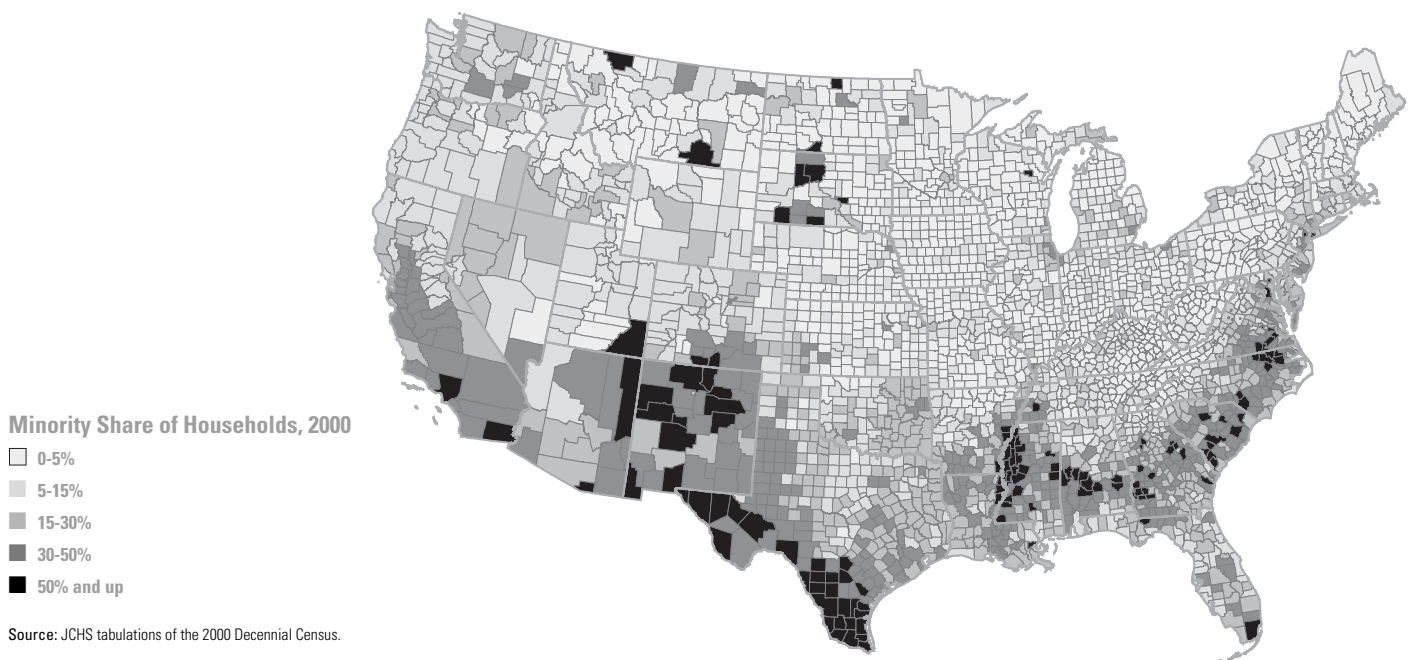 Minority Share of Households, 2000
0-5%
5-15%
15-30%
30-50%
50% and up
Source: JCHS tabulations of the 2000 Decennial Census.